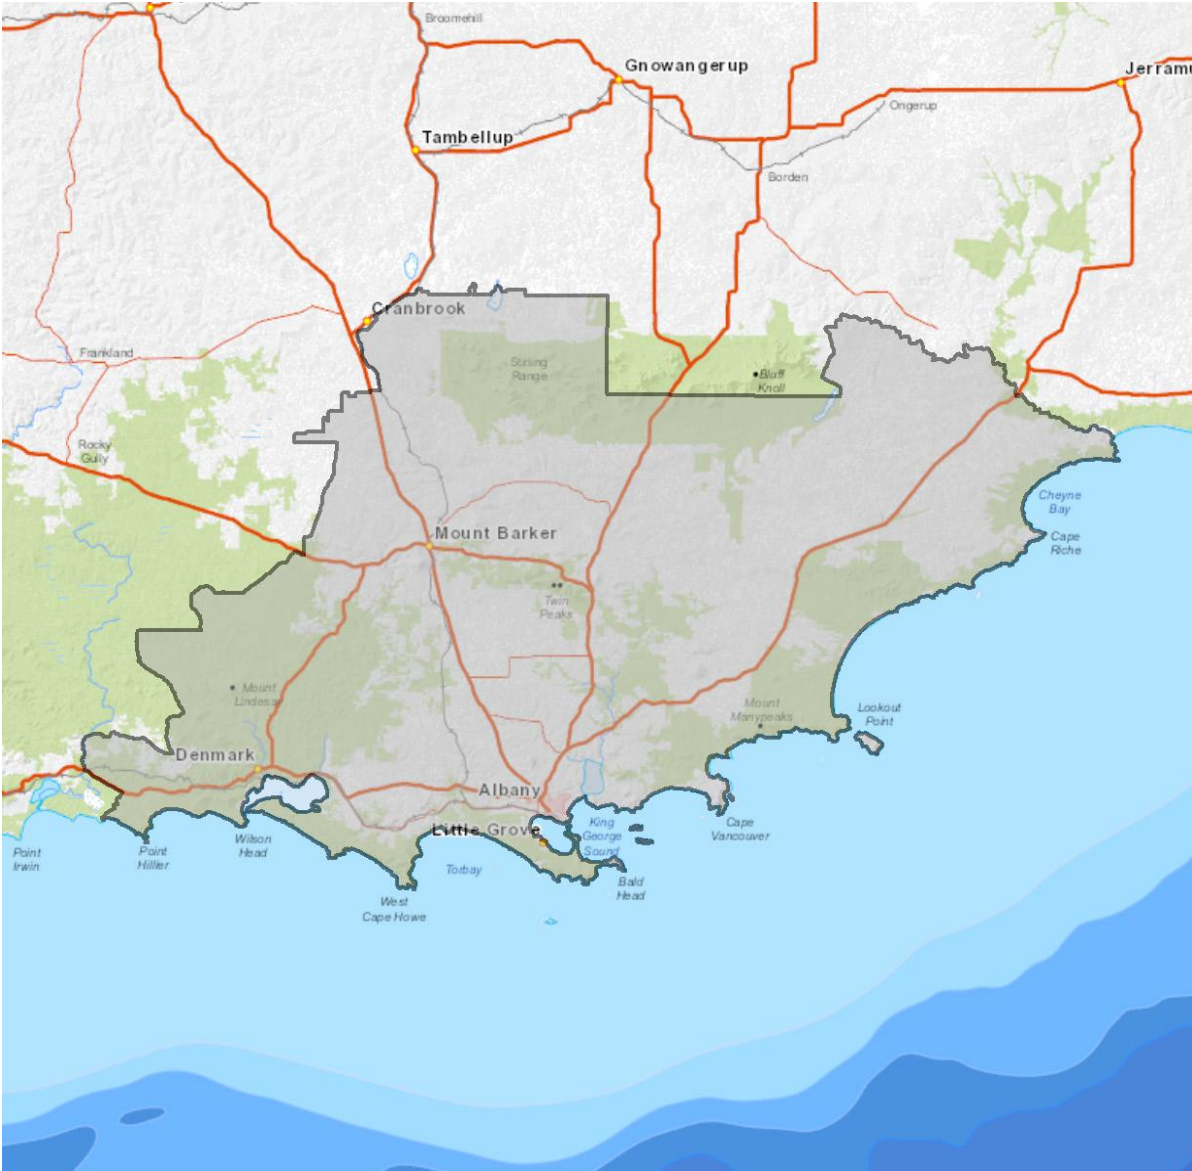 Broomehill
Gnowangerup
Ongerup
Tambellup
Borden
Cranbrook
Frankland
Stirling
Range
Bluff
Knoll
Rocky
Gully
Cheyne
Bay
Mount Barker
Cape
Riche
Twin
Peaks
Mount
Lindesay
Mount
Manypeaks
Lookout
Point
Denmark
Albany
Little Grove
King
George
Sound
Cape
Vancouver
Wilson
Head
Point
Hillier
Point
Irwin
Torbay
Bald
Head
West
Cape Howe